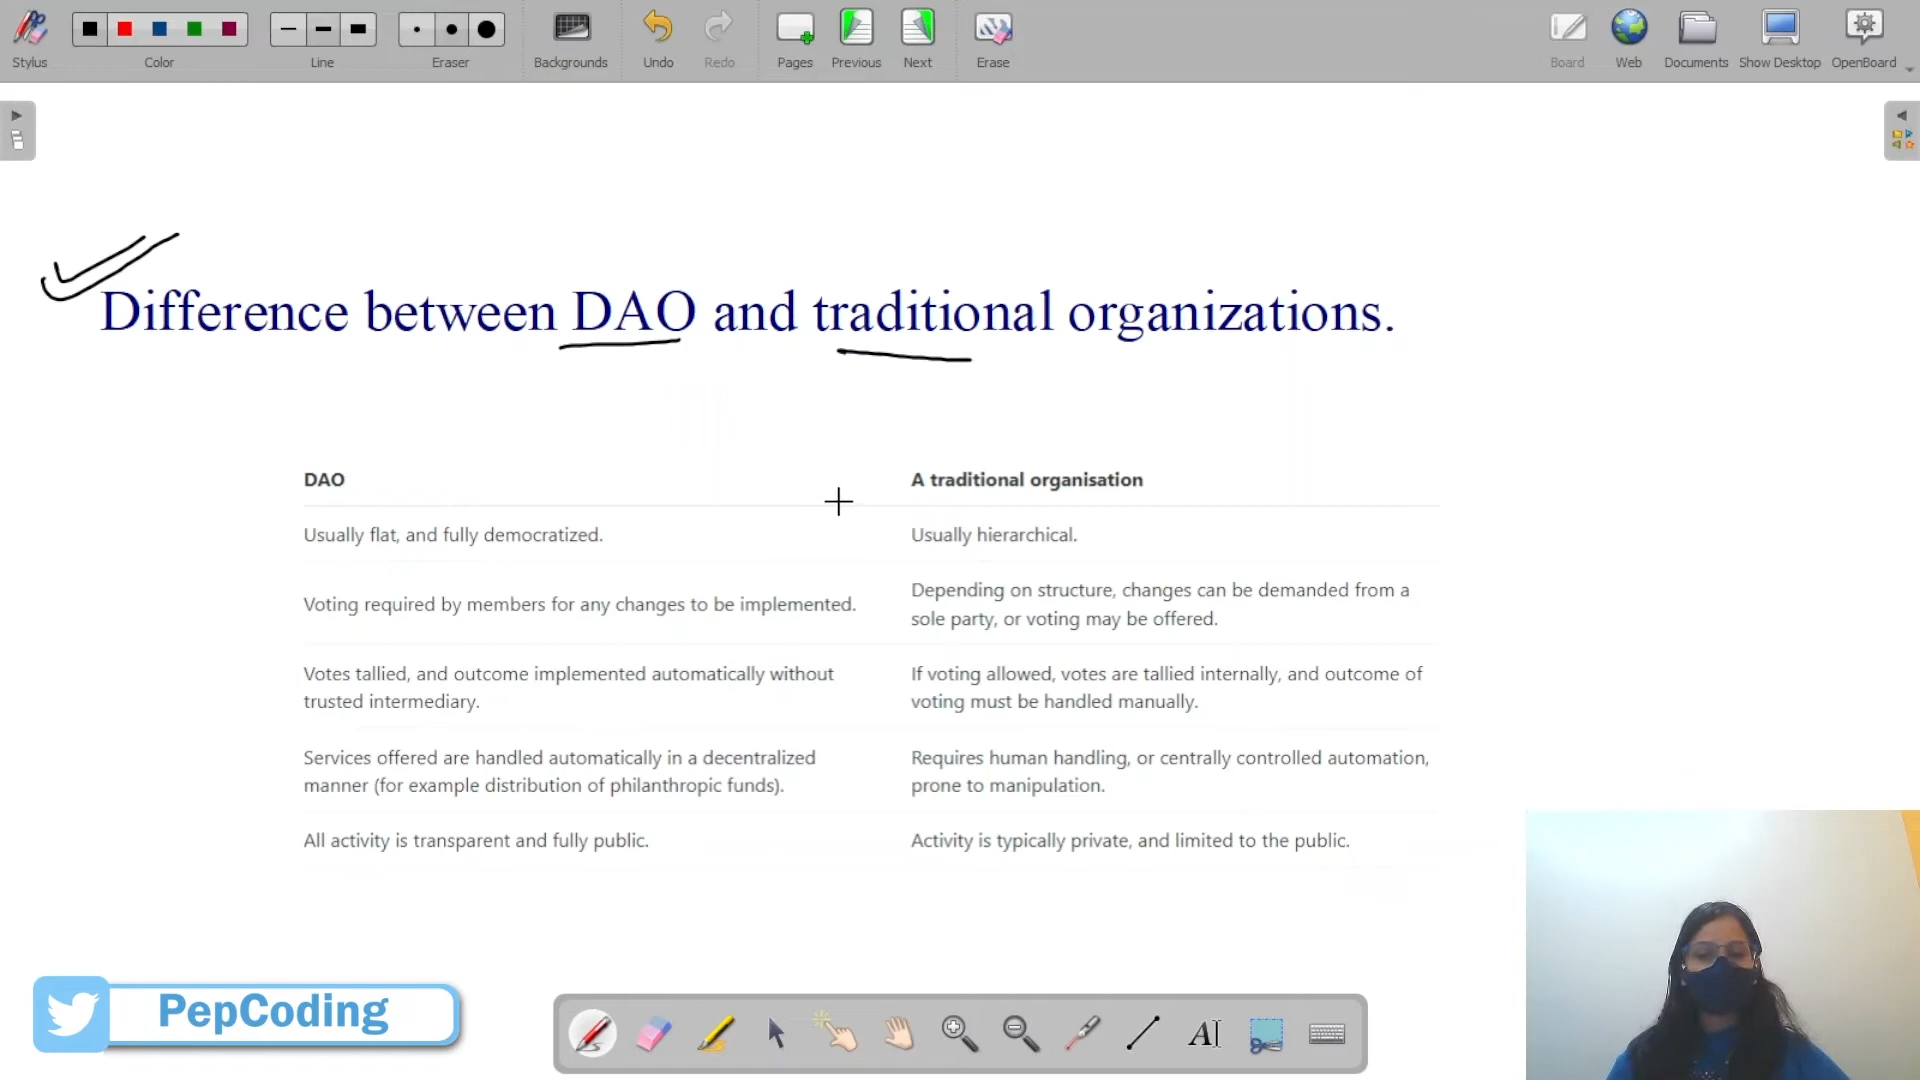 Stylus Color Line Eraser Backgrounds Undo Redo Pages Previous Next Erase Board Web Documents Show Desktop OpenBoard
Difference between DAO and traditional organizations.
DAO A traditional organisation
Usually flat, and fully democratized. Usually hierarchical.
Voting required by members for any changes to be implemented. Depending on structure, changes can be demanded from a
sole party, or voting may be offered.
Votes tallied, and outcome implemented automatically without
trusted intermediary.
If voting allowed, votes are tallied internally, and outcome of
voting must be handled manually.
Services offered are handled automatically in a decentralized
manner (for example distribution of philanthropic funds).
Requires human handling, or centrally controlled automation,
prone to manipulation.
All activity is transparent and fully public. Activity is typically private, and limited to the public.
PepCoding
AI